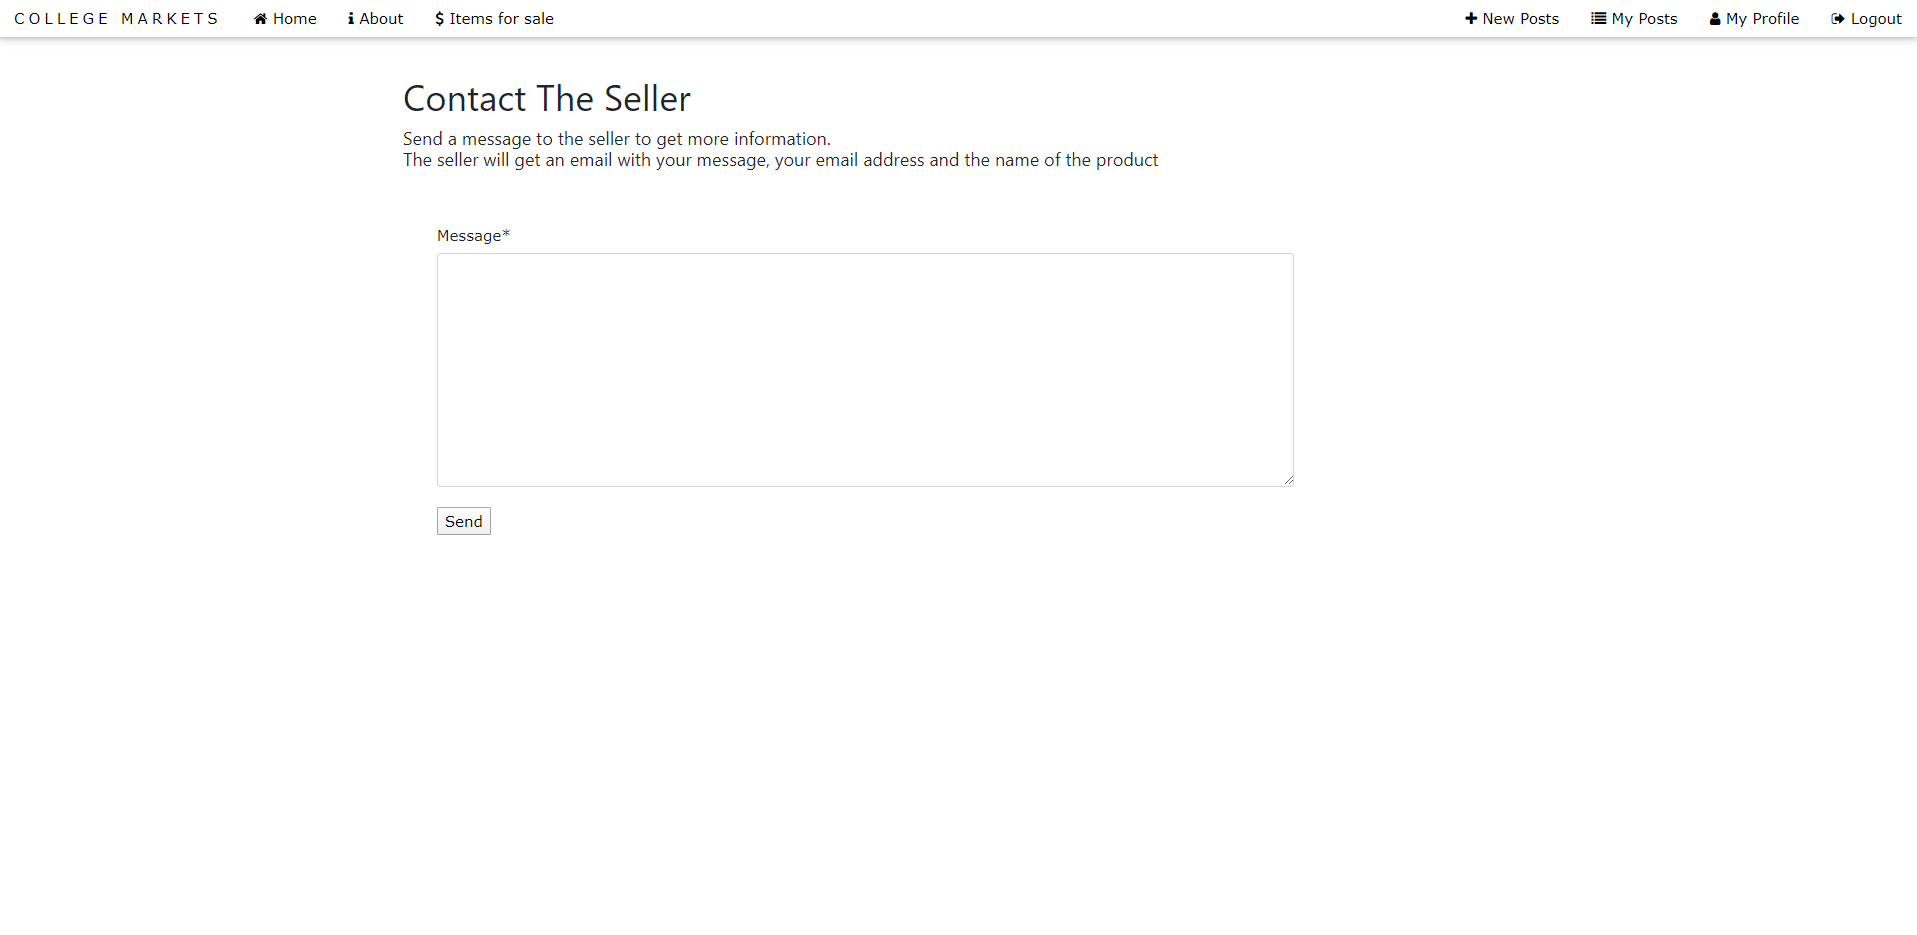 COLLEGE MARKETS Home About Items for sale New Posts My Posts My Profile Logout
Contact The Seller
Send a message to the seller to get more information.
The seller will get an email with your message, your email address and the name of the product
Message*
Send